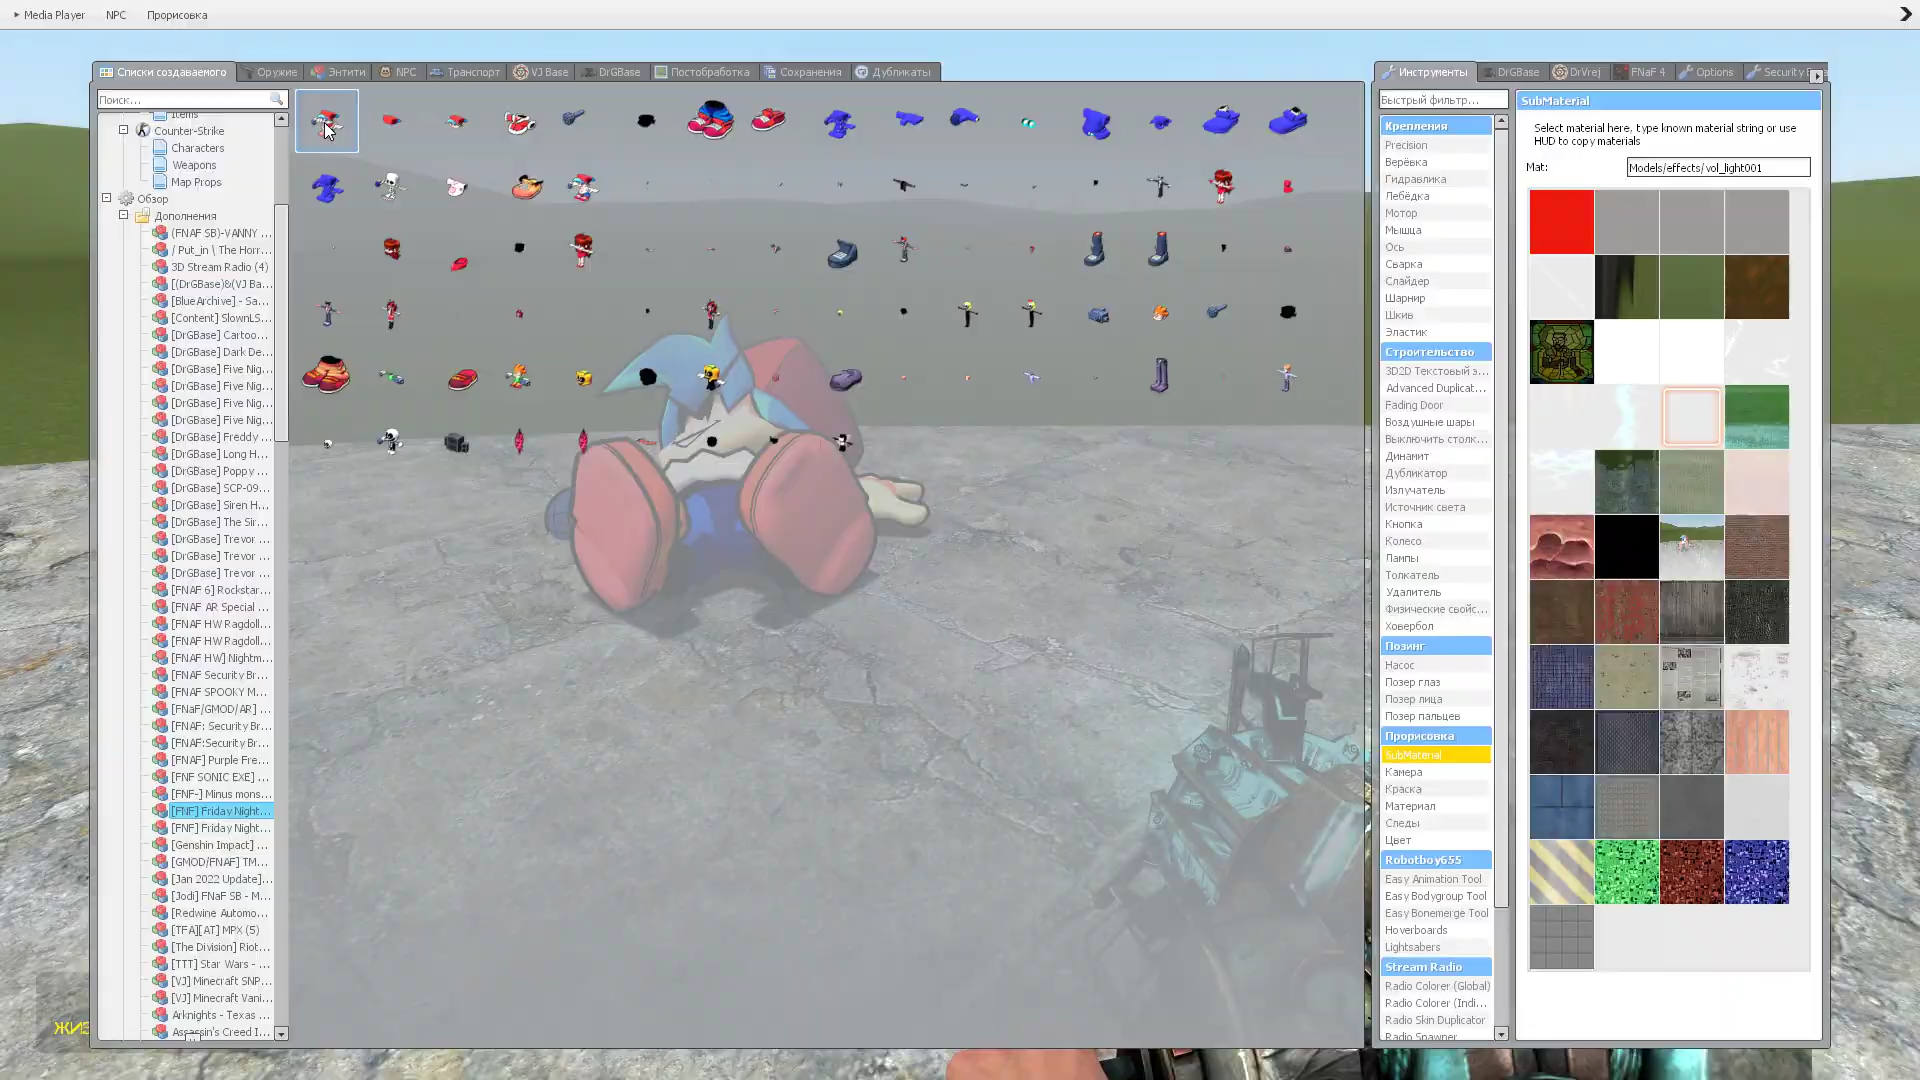 Media Player NPC Прорисовка
Списки создаваемого Оружие Энтити NPC Транспорт VJ Base DrGBase Постобработка Сохранения Дубликаты
Поиск...
Items
Counter-Strike
Characters
Weapons
Map Props
Обзор
Дополнения
(FNAF SB)-VANNY ...
/ Put_in \ The Horr...
3D Stream Radio (4)
[(DrGBase)&(VJ Ba...
[BlueArchive] - Sa...
[Content] SlownLS...
[DrGBase] Cartoo...
[DrGBase] Dark De...
[DrGBase] Five Nig...
[DrGBase] Five Nig...
[DrGBase] Five Nig...
[DrGBase] Five Nig...
[DrGBase] Freddy ...
[DrGBase] Long H...
[DrGBase] Poppy ...
[DrGBase] SCP-09...
[DrGBase] Siren H...
[DrGBase] The Sir...
[DrGBase] Trevor ...
[DrGBase] Trevor ...
[DrGBase] Trevor ...
[FNAF 6] Rockstar...
[FNAF AR Special ...
[FNAF HW Ragdoll...
[FNAF HW Ragdoll...
[FNAF HW] Nightm...
[FNAF Security Br...
[FNAF SPOOKY M...
[FNaF/GMOD/AR] ...
[FNAF: Security Br...
[FNAF:Security Br...
[FNAF] Purple Fre...
[FNF SONIC EXE] ...
[FNF-] Minus mons...
[FNF] Friday Night...
[FNF] Friday Night...
[Genshin Impact] ...
[GMOD/FNAF] TM...
[Jan 2022 Update]...
[Jodi] FNaF SB - M...
[Redwine Automo...
[TFA][AT] MPX (5)
[The Division] Riot...
[TTT] Star Wars - ...
[VJ] Minecraft SNP...
[VJ] Minecraft Vani...
Arknights - Texas ...
Assassin's Creed I...
ЖИЗ
Инструменты DrGBase DrVrej FNaF 4 Options Security
Быстрый фильтр...
Крепления
Precision
Верёвка
Гидравлика
Лебёдка
Мотор
Мышца
Ось
Сварка
Слайдер
Шарнир
Шкив
Эластик
Строительство
3D2D Текстовый э...
Advanced Duplicat...
Fading Door
Воздушные шары
Выключить столк...
Динамит
Дубликатор
Излучатель
Источник света
Кнопка
Колесо
Лампы
Толкатель
Удалитель
Физические свойс...
Ховербол
Позинг
Насос
Позер глаз
Позер лица
Позер пальцев
Прорисовка
SubMaterial
Камера
Краска
Материал
Следы
Цвет
Robotboy655
Easy Animation Tool
Easy Bodygroup Tool
Easy Bonemerge Tool
Hoverboards
Lightsabers
Stream Radio
Radio Colorer (Global)
Radio Colorer (Indi...
Radio Skin Duplicator
Radio Spawner
SubMaterial
Select material here, type known material string or use
HUD to copy materials
Mat: Models/effects/vol_light001